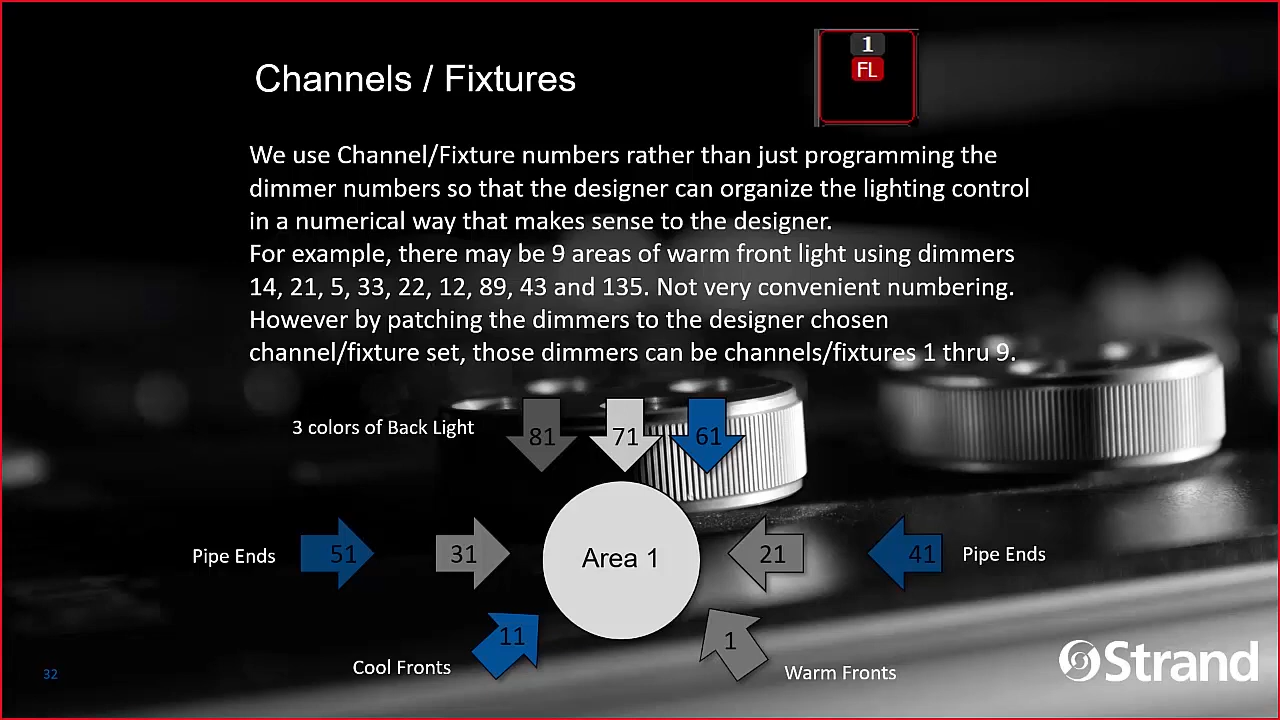 1
FL
Channels / Fixtures
We use Channel/Fixture numbers rather than just programming the
dimmer numbers so that the designer can organize the lighting control
in a numerical way that makes sense to the designer.
For example, there may be 9 areas of warm front light using dimmers
14, 21, 5, 33, 22, 12, 89, 43 and 135. Not very convenient numbering.
However by patching the dimmers to the designer chosen
channel/fixture set, those dimmers can be channels/fixtures 1 thru 9.
3 colors of Back Light
81 71 61
Pipe Ends 51 31 Area 1 21 41 Pipe Ends
11 1
Cool Fronts Warm Fronts
32
Strand